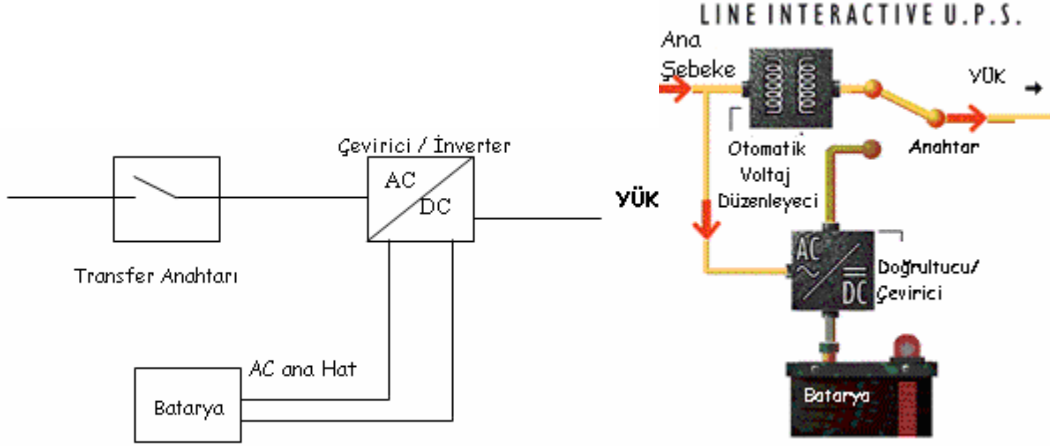 Çevirici / İnverter
AC
DC
YÜK
Transfer Anahtarı
AC ana Hat
Batarya
LINE INTERACTIVE U.P.S.
Ana
Şebeke
YÜK
Otomatik
Voltaj
Düzenleyeci
Anahtar
AC
DC
Doğrultucu/
Çevirici
Batarya